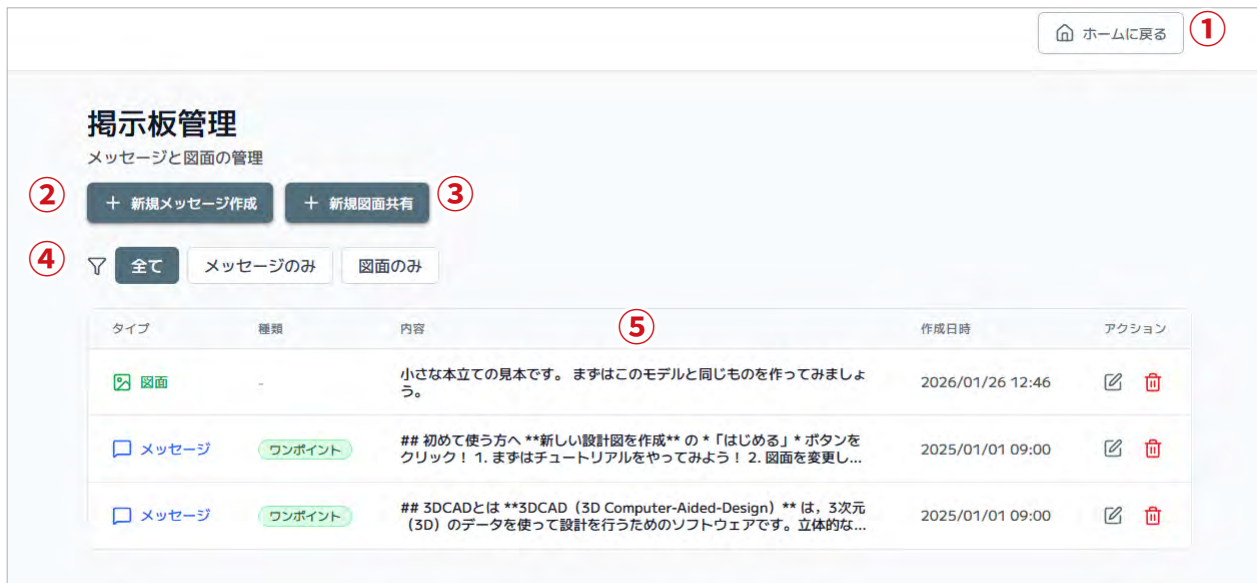 ホームに戻る ①
掲示板管理
メッセージと図面の管理
② + 新規メッセージ作成 + 新規図面共有 ③
④ 全て メッセージのみ 図面のみ
タイプ 種類 内容 ⑤ 作成日時 アクション
図面 - 小さな本立ての見本です。 まずはこのモデルと同じものを作ってみましょ 2026/01/26 12:46
う。
メッセージ ワンポイント ## 初めて使う方へ **新しい設計図を作成** の *「はじめる」* ボタンを 2025/01/01 09:00
クリック！ 1. まずはチュートリアルをやってみよう！ 2. 図面を変更し...
メッセージ ワンポイント ## 3DCADとは **3DCAD（3D Computer-Aided-Design）** は，3次元 2025/01/01 09:00
（3D）のデータを使って設計を行うためのソフトウェアです。立体的な...